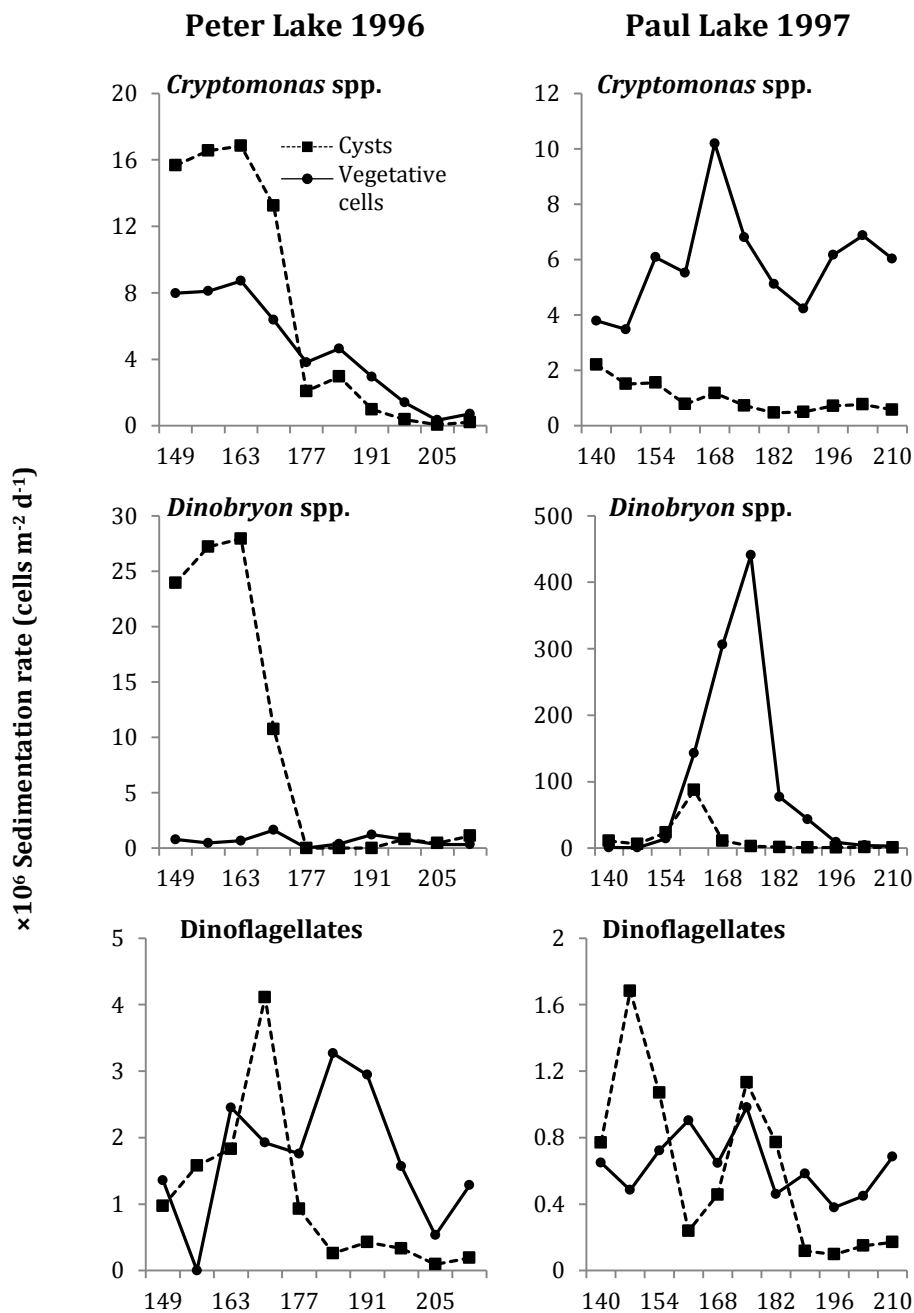 Peter Lake 1996
Paul Lake 1997
×10⁶ Sedimentation rate (cells m⁻² d⁻¹)
Cryptomonas spp.
20
16
12
8
4
0
Cysts
Vegetative
cells
149 163 177 191 205
Cryptomonas spp.
12
10
8
6
4
2
0
140 154 168 182 196 210
Dinobryon spp.
30
25
20
15
10
5
0
149 163 177 191 205
Dinobryon spp.
500
400
300
200
100
0
140 154 168 182 196 210
Dinoflagellates
5
4
3
2
1
0
149 163 177 191 205
Dinoflagellates
2
1.6
1.2
0.8
0.4
0
140 154 168 182 196 210